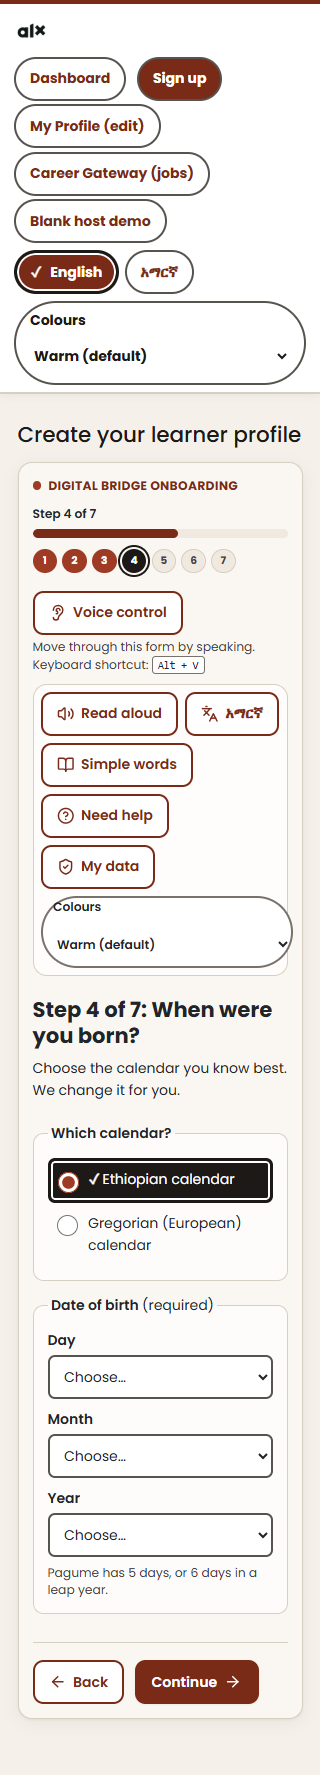 alx
Dashboard
Sign up
My Profile (edit)
Career Gateway (jobs)
Blank host demo
✓ English
አማርኛ
Colours
Warm (default)
Create your learner profile
DIGITAL BRIDGE ONBOARDING
Step 4 of 7
1 2 3 4 5 6 7
Voice control
Move through this form by speaking.
Keyboard shortcut: Alt + V
Read aloud
አማርኛ
Simple words
Need help
My data
Colours
Warm (default)
Step 4 of 7: When were
you born?
Choose the calendar you know best.
We change it for you.
Which calendar?
✓Ethiopian calendar
Gregorian (European)
calendar
Date of birth (required)
Day
Choose...
Month
Choose...
Year
Choose...
Pagume has 5 days, or 6 days in a
leap year.
← Back
Continue →